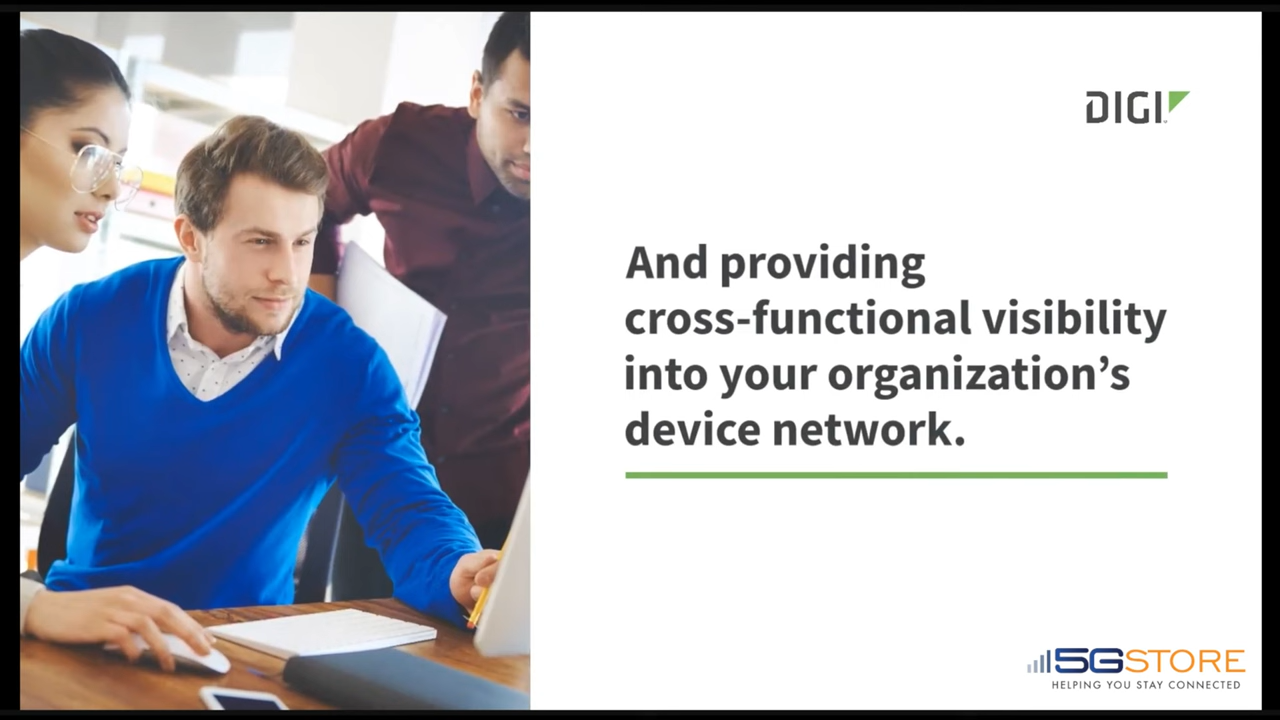 DIGI
And providing
cross-functional visibility
into your organization’s
device network.
5GSTORE
HELPING YOU STAY CONNECTED